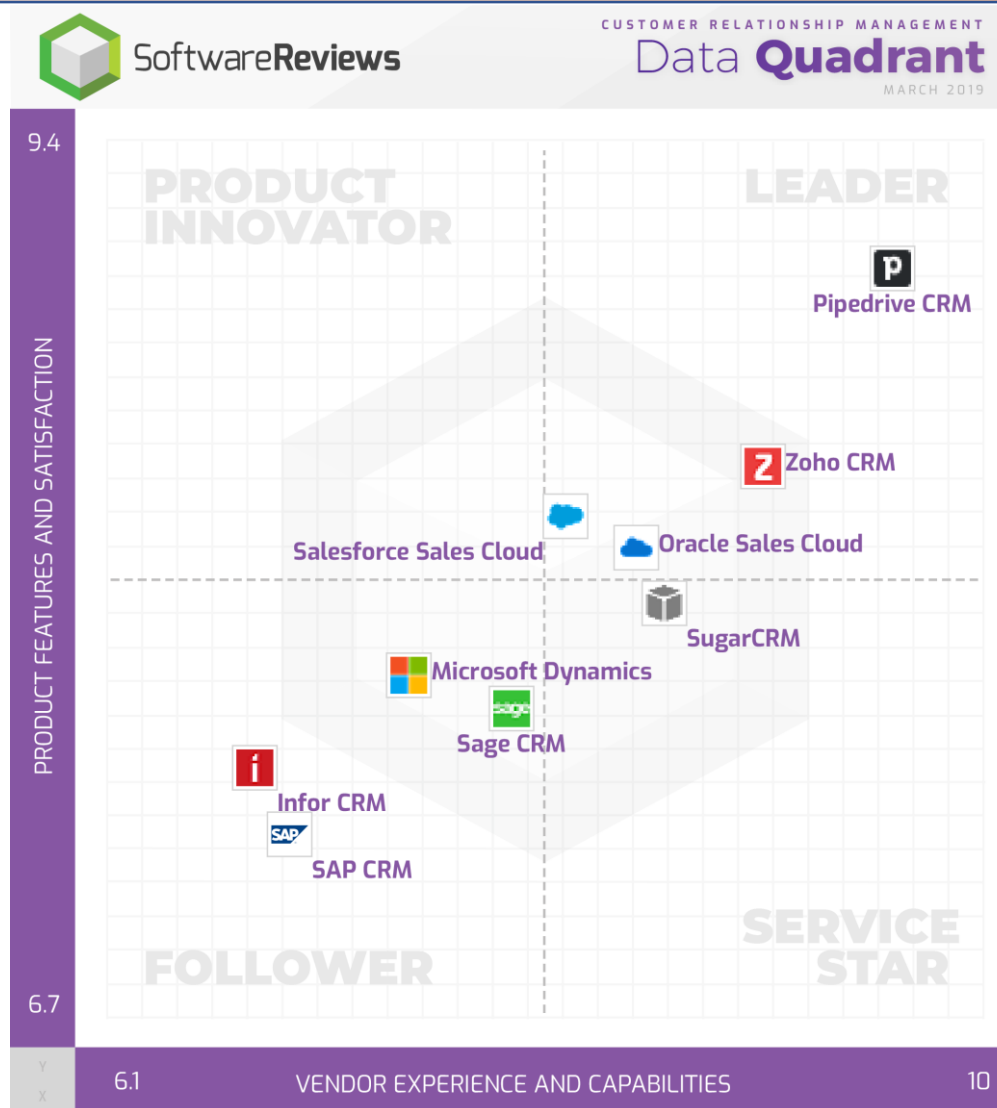 SoftwareReviews
CUSTOMER RELATIONSHIP MANAGEMENT
Data Quadrant
MARCH 2019
9.4
PRODUCT
INNOVATOR
LEADER
p
Pipedrive CRM
PRODUCT FEATURES AND SATISFACTION
Z
Zoho CRM
Salesforce Sales Cloud
Oracle Sales Cloud
SugarCRM
Microsoft Dynamics
sage
Sage CRM
i
Infor CRM
SAP
SAP CRM
FOLLOWER
SERVICE
STAR
6.7
Y
X
6.1
VENDOR EXPERIENCE AND CAPABILITIES
10